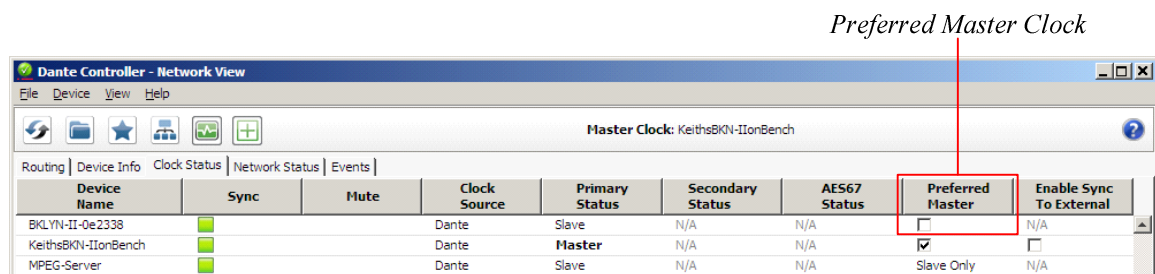 Preferred Master Clock
Dante Controller - Network View
File Device View Help
Master Clock: KeithsBKN-IIonBench
Routing Device Info Clock Status Network Status Events
Device Name Sync Mute Clock Source Primary Status Secondary Status AES67 Status Preferred Master Enable Sync To External
BKLYN-II-0e2338 Dante Slave N/A N/A N/A
KeithsBKN-IIonBench Dante Master N/A N/A
MPEG-Server Dante Slave N/A N/A Slave Only N/A